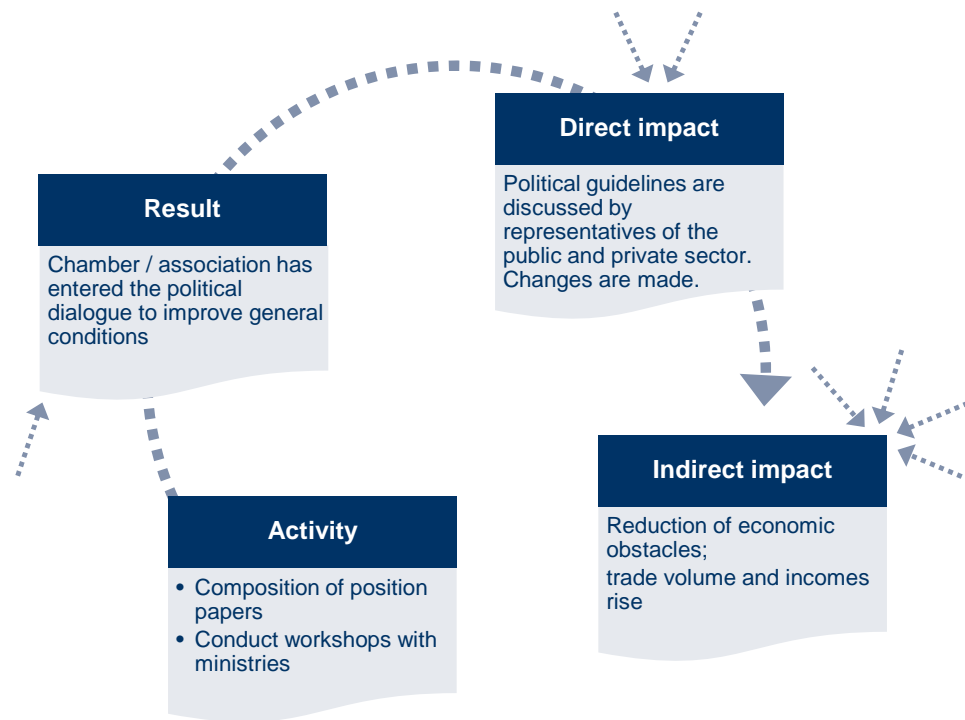 Direct impact
Political guidelines are
discussed by
representatives of the
public and private sector.
Changes are made.
Result
Chamber / association has
entered the political
dialogue to improve general
conditions
Indirect impact
Reduction of economic
obstacles;
trade volume and incomes
rise
Activity
• Composition of position
papers
• Conduct workshops with
ministries